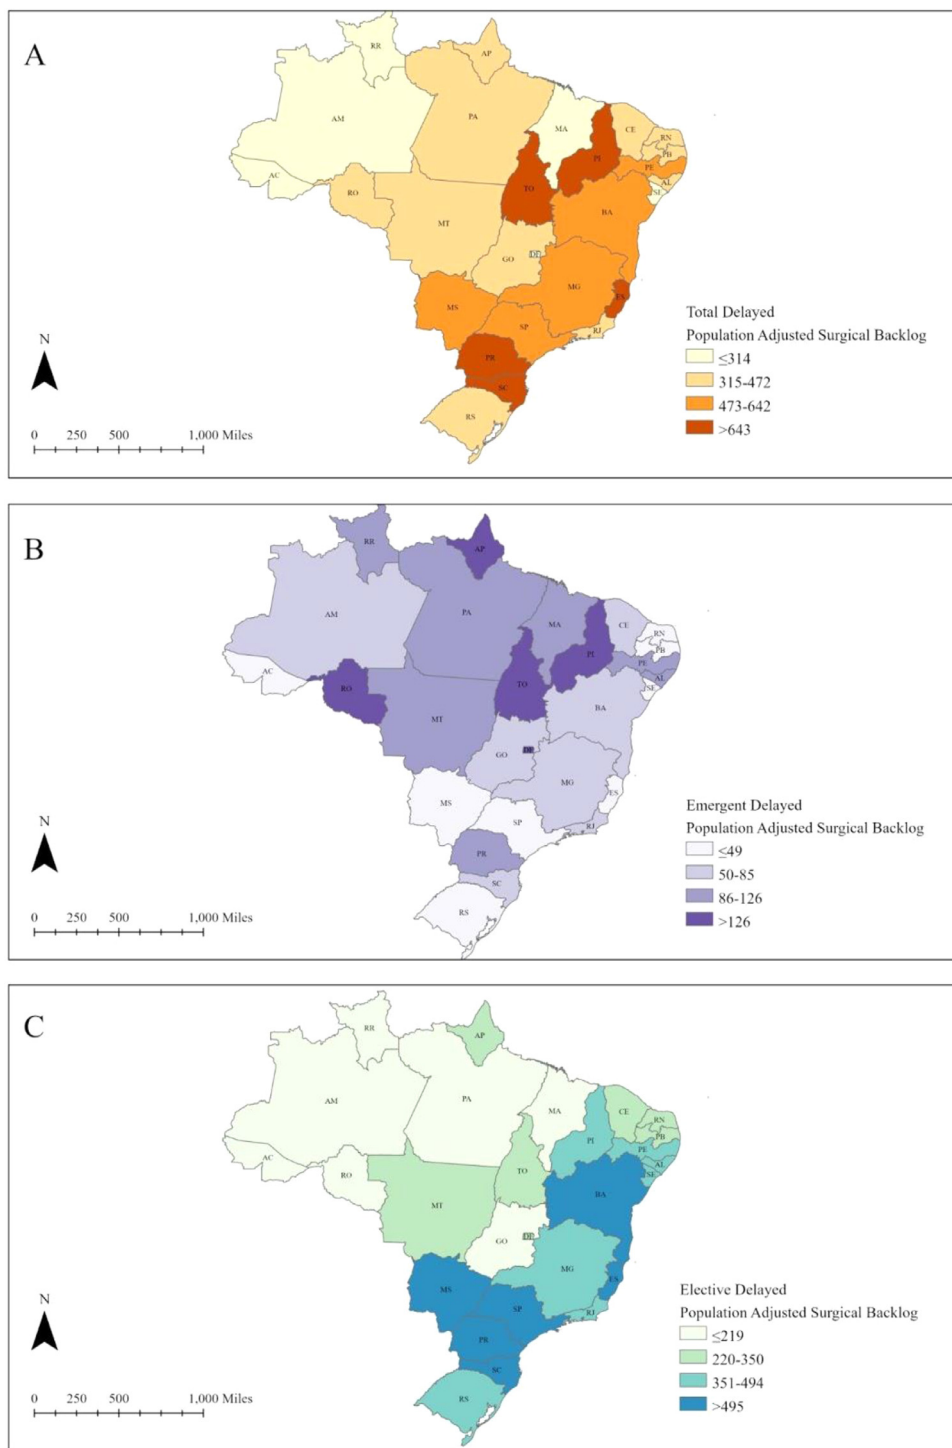 A
RR
AP
AM
PA
MA
CE
RN
PB
PI
PE
AC
AL
TO
SE
RO
BA
MT
GO
DF
MG
MS
ES
SP
RJ
PR
SC
RS
Total Delayed
Population Adjusted Surgical Backlog
≤314
315-472
473-642
>643
N
0 250 500 1,000 Miles
B
RR
AP
AM
PA
MA
CE
RN
PB
PI
PE
AC
AL
TO
SE
RO
BA
MT
GO
DF
MG
MS
ES
SP
RJ
PR
SC
RS
Emergent Delayed
Population Adjusted Surgical Backlog
≤49
50-85
86-126
>126
N
0 250 500 1,000 Miles
C
RR
AP
AM
PA
MA
CE
RN
PB
PI
PE
AC
AL
TO
SE
RO
BA
MT
GO
DF
MG
MS
ES
SP
RJ
PR
SC
RS
Elective Delayed
Population Adjusted Surgical Backlog
≤219
220-350
351-494
>495
N
0 250 500 1,000 Miles